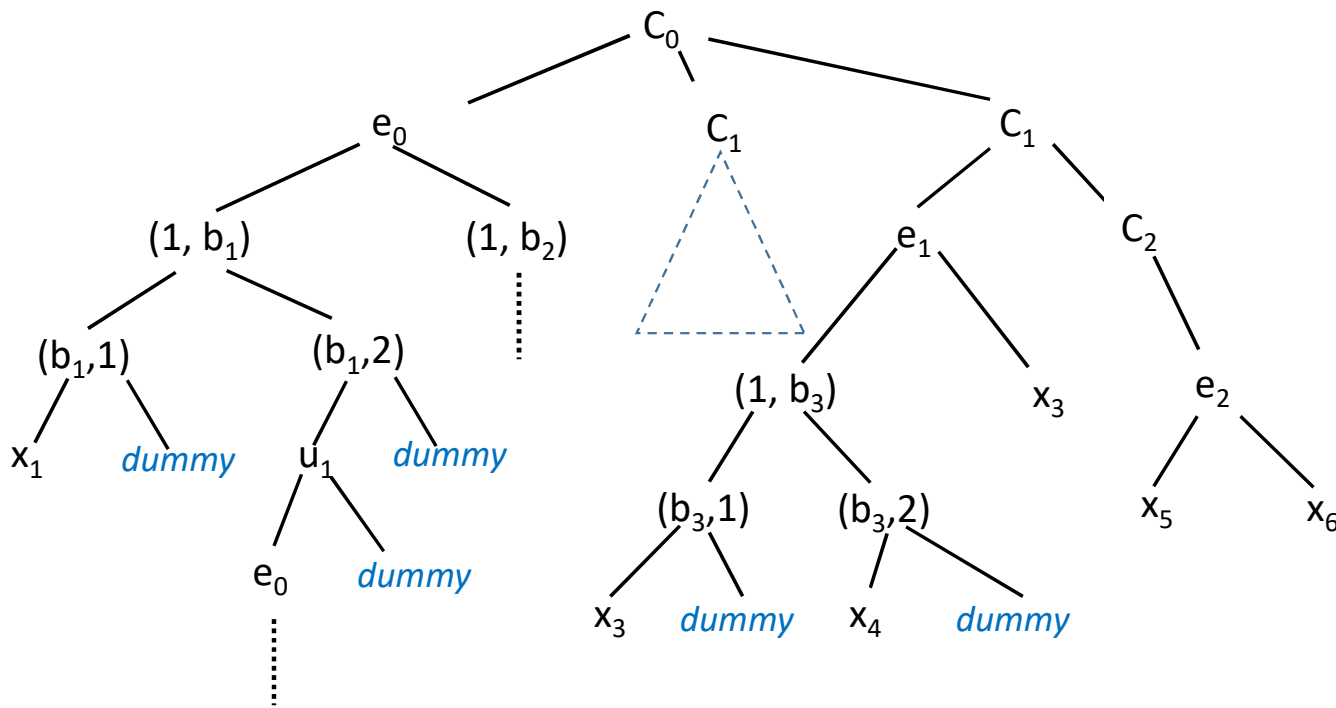 C₀
e₀
C₁
C₁
(1, b₁)
(1, b₂)
e₁
C₂
(b₁,1)
(b₁,2)
(1, b₃)
x₃
e₂
x₁
dummy
u₁
dummy
(b₃,1)
(b₃,2)
x₅
x₆
e₀
dummy
x₃
dummy
x₄
dummy